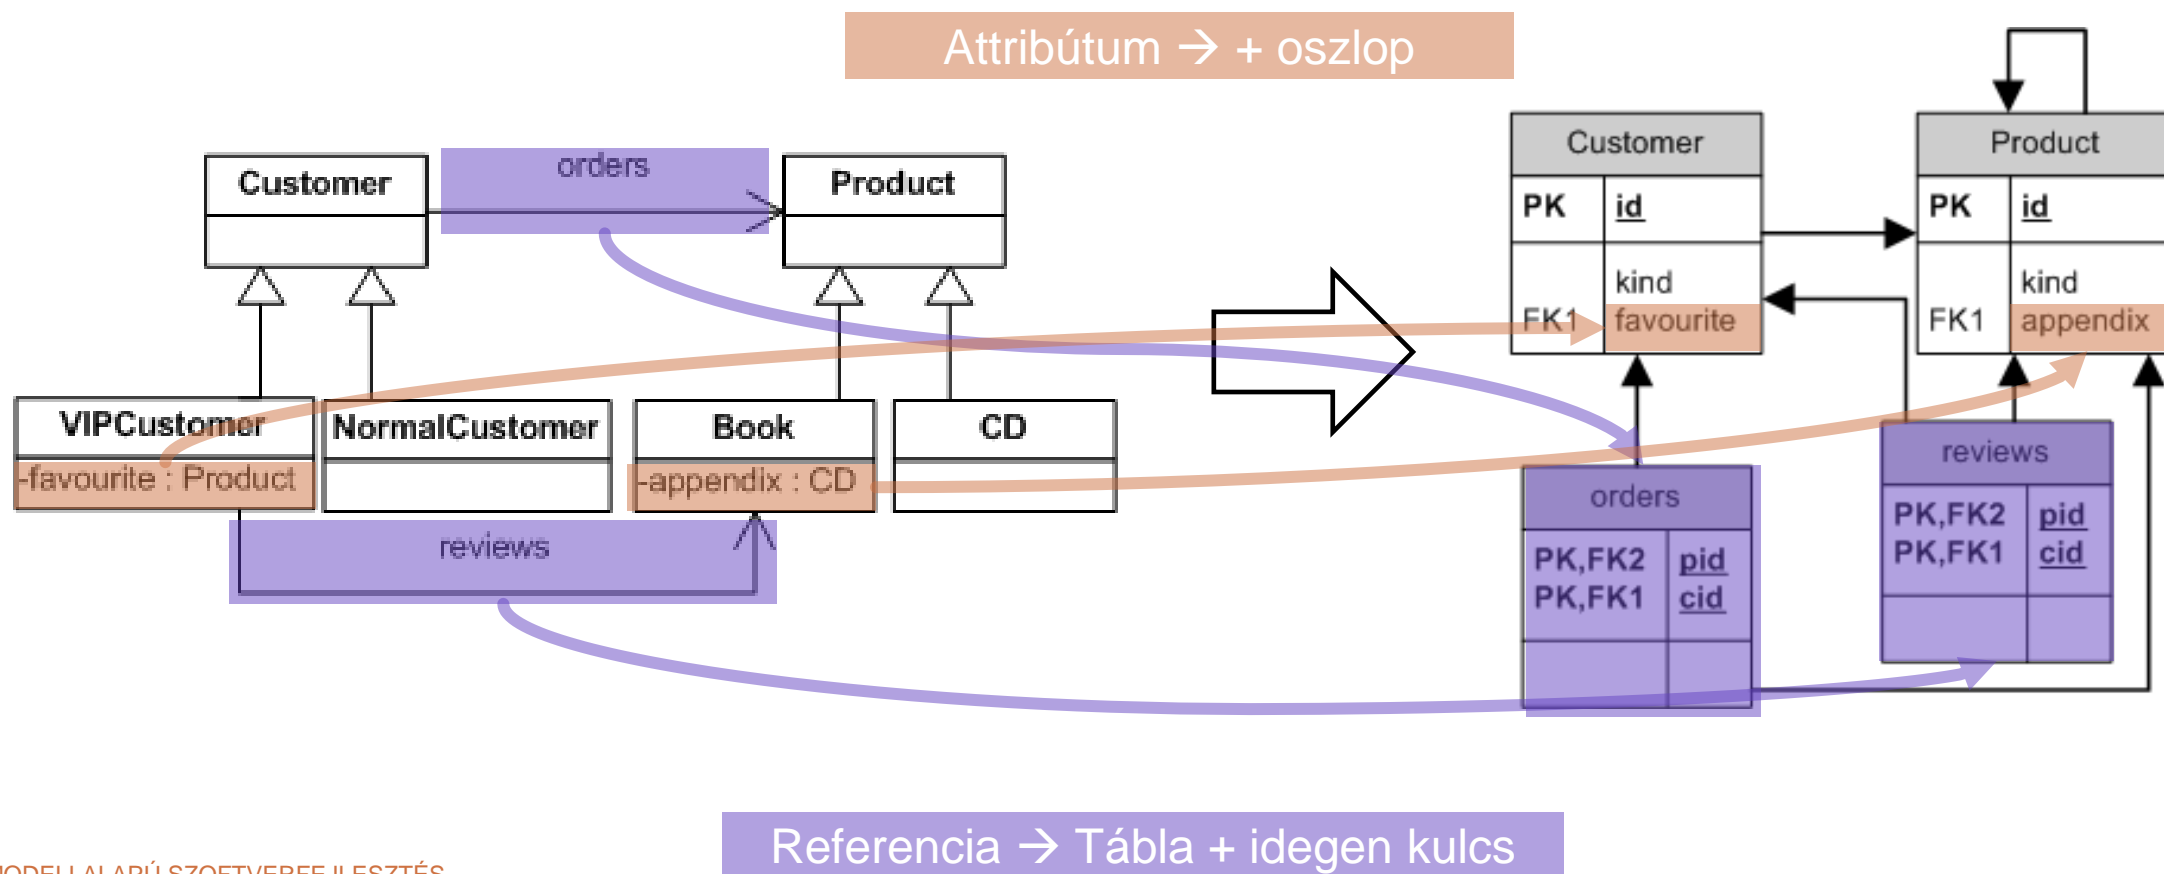 Attribútum → + oszlop
Customer
orders
Product
VIPCustomer
-favourite : Product
NormalCustomer
Book
-appendix : CD
CD
reviews
Customer
PK id
kind
FK1 favourite
Product
PK id
kind
FK1 appendix
orders
PK,FK2 pid
PK,FK1 cid
reviews
PK,FK2 pid
PK,FK1 cid
Referencia → Tábla + idegen kulcs
MODELLALAPÚ SZOFTVERFEJLESZTÉS